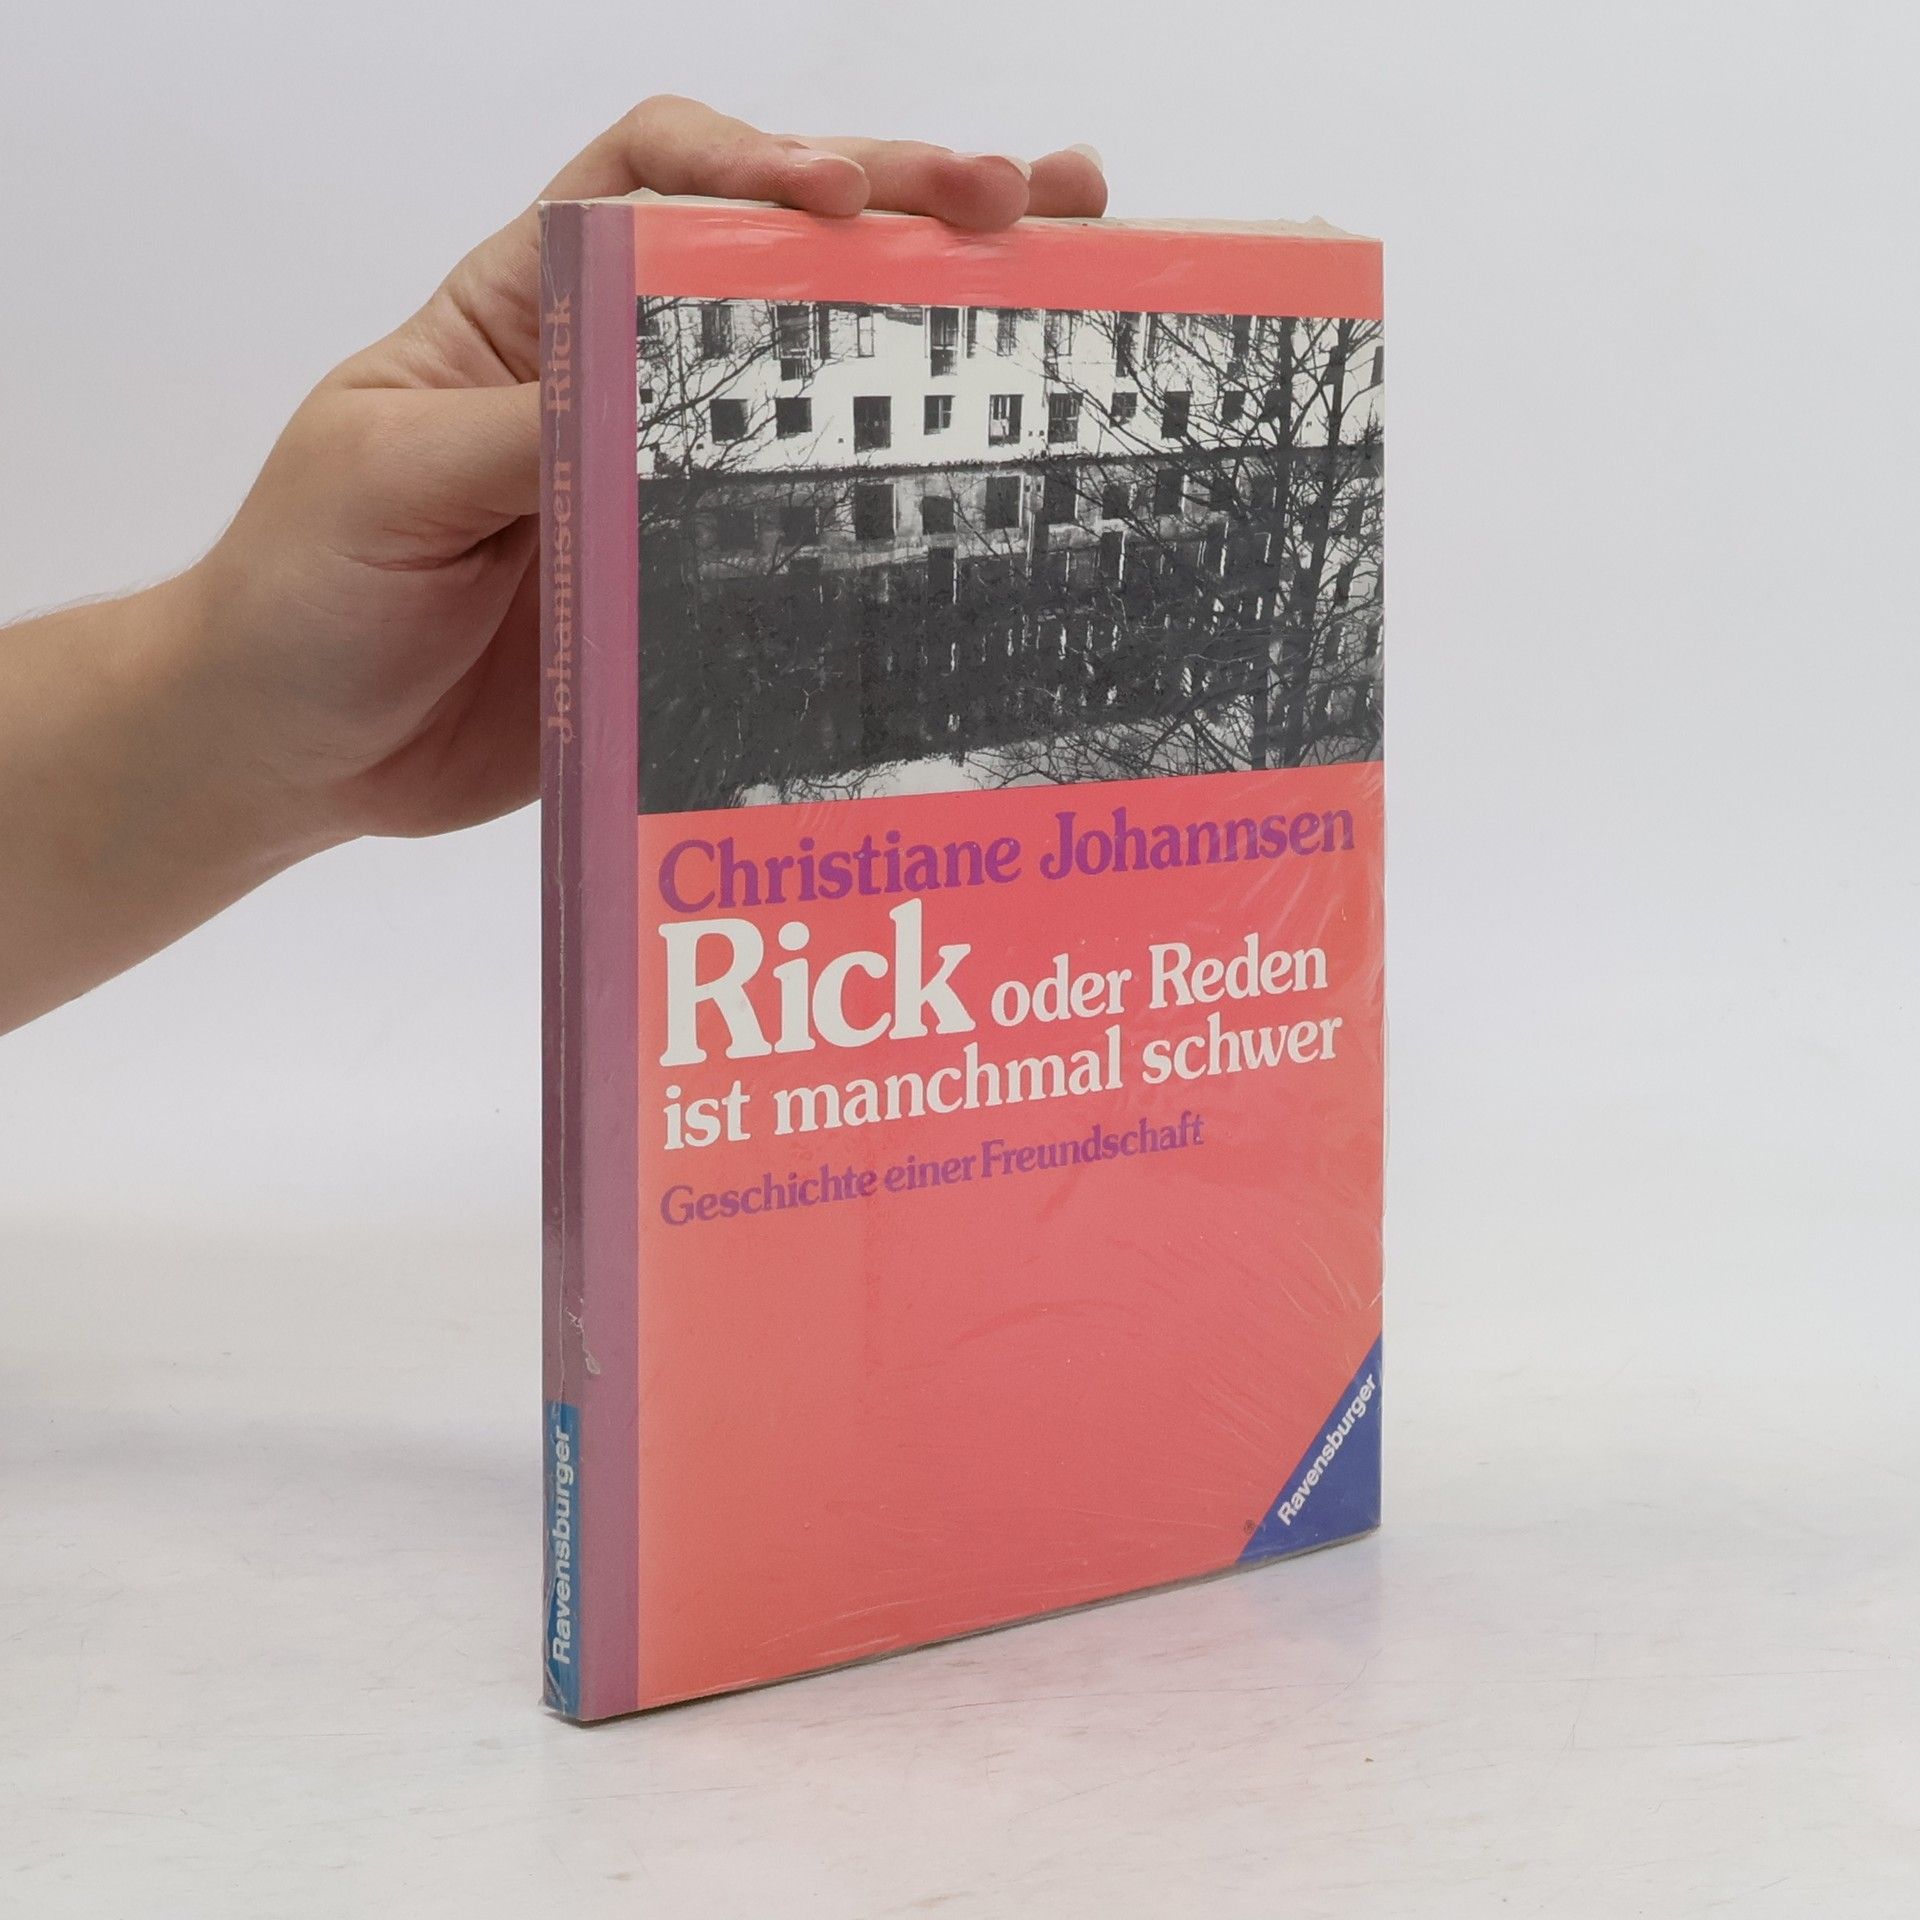 Johannsen Rick
Ravensburger
Christiane Johannsen
Rick oder Reden
ist manchmal schwer
Geschichte einer Freundschaft
® Ravensburger